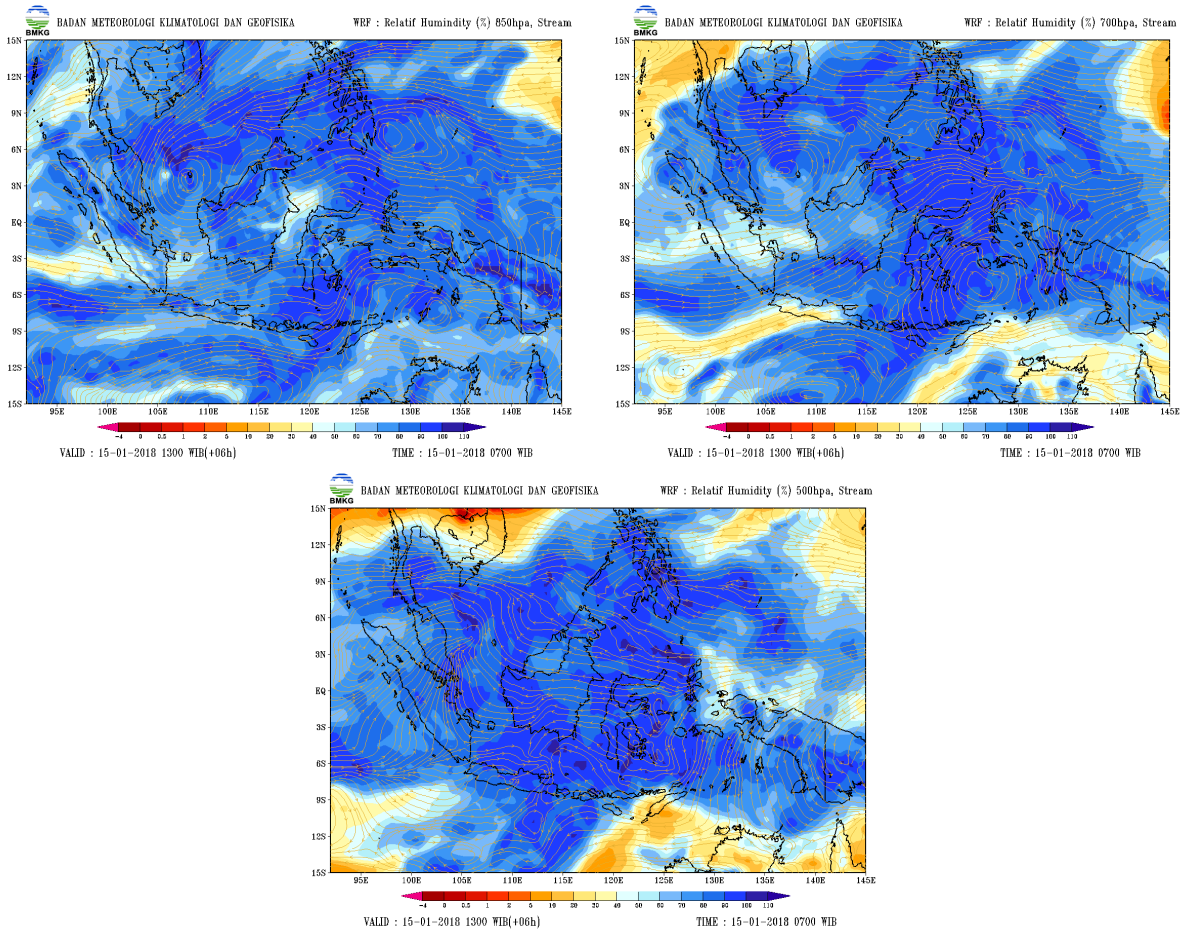 BMKG
BADAN METEOROLOGI KLIMATOLOGI DAN GEOFISIKA
WRF : Relatif Humidity (%) 850hpa, Stream
15N
12N
9N
6N
3N
EQ
3S
6S
9S
12S
15S
95E 100E 105E 110E 115E 120E 125E 130E 135E 140E 145E
-4 0 0.5 1 2 5 10 20 30 40 50 60 70 80 90 100 110
VALID : 15-01-2018 1300 WIB(+06h)
TIME : 15-01-2018 0700 WIB
BMKG
BADAN METEOROLOGI KLIMATOLOGI DAN GEOFISIKA
WRF : Relatif Humidity (%) 700hpa, Stream
15N
12N
9N
6N
3N
EQ
3S
6S
9S
12S
15S
95E 100E 105E 110E 115E 120E 125E 130E 135E 140E 145E
-4 0 0.5 1 2 5 10 20 30 40 50 60 70 80 90 100 110
VALID : 15-01-2018 1300 WIB(+06h)
TIME : 15-01-2018 0700 WIB
BMKG
BADAN METEOROLOGI KLIMATOLOGI DAN GEOFISIKA
WRF : Relatif Humidity (%) 500hpa, Stream
15N
12N
9N
6N
3N
EQ
3S
6S
9S
12S
15S
95E 100E 105E 110E 115E 120E 125E 130E 135E 140E 145E
-4 0 0.5 1 2 5 10 20 30 40 50 60 70 80 90 100 110
VALID : 15-01-2018 1300 WIB(+06h)
TIME : 15-01-2018 0700 WIB